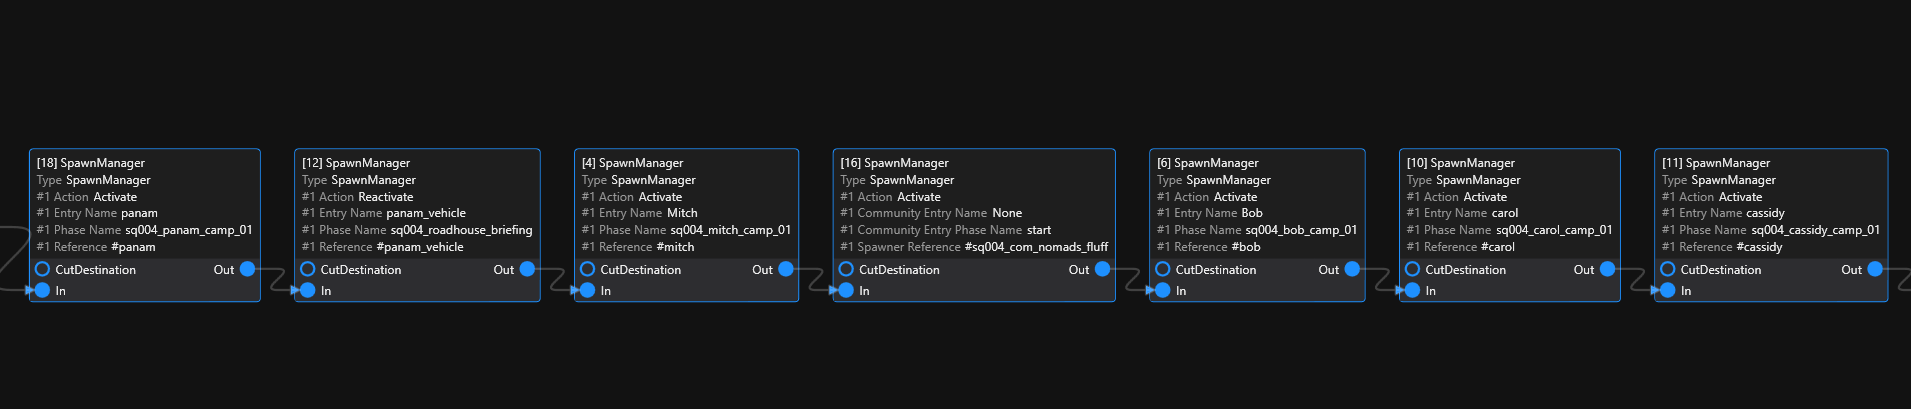 [18] SpawnManager
Type SpawnManager
#1 Action Activate
#1 Entry Name panam
#1 Phase Name sq004_panam_camp_01
#1 Reference #panam
CutDestination Out
In
[12] SpawnManager
Type SpawnManager
#1 Action Reactivate
#1 Entry Name panam_vehicle
#1 Phase Name sq004_roadhouse_briefing
#1 Reference #panam_vehicle
CutDestination Out
In
[4] SpawnManager
Type SpawnManager
#1 Action Activate
#1 Entry Name Mitch
#1 Phase Name sq004_mitch_camp_01
#1 Reference #mitch
CutDestination Out
In
[16] SpawnManager
Type SpawnManager
#1 Action Activate
#1 Community Entry Name None
#1 Community Entry Phase Name start
#1 Spawner Reference #sq004_com_nomads_fluff
CutDestination Out
In
[6] SpawnManager
Type SpawnManager
#1 Action Activate
#1 Entry Name Bob
#1 Phase Name sq004_bob_camp_01
#1 Reference #bob
CutDestination Out
In
[10] SpawnManager
Type SpawnManager
#1 Action Activate
#1 Entry Name carol
#1 Phase Name sq004_carol_camp_01
#1 Reference #carol
CutDestination Out
In
[11] SpawnManager
Type SpawnManager
#1 Action Activate
#1 Entry Name cassidy
#1 Phase Name sq004_cassidy_camp_01
#1 Reference #cassidy
CutDestination Out
In